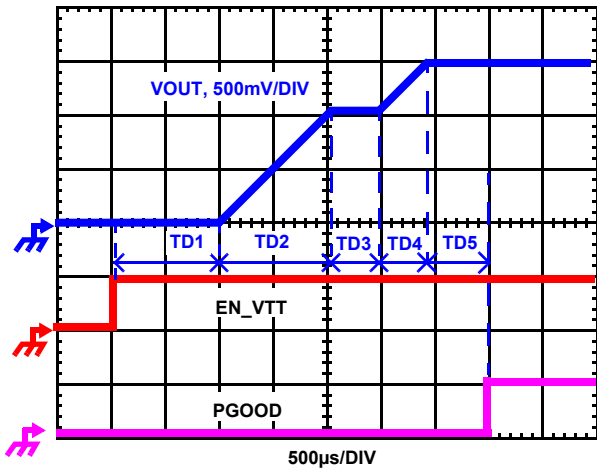 VOUT, 500mV/DIV
TD1 TD2 TD3 TD4 TD5
EN_VTT
PGOOD
500µs/DIV